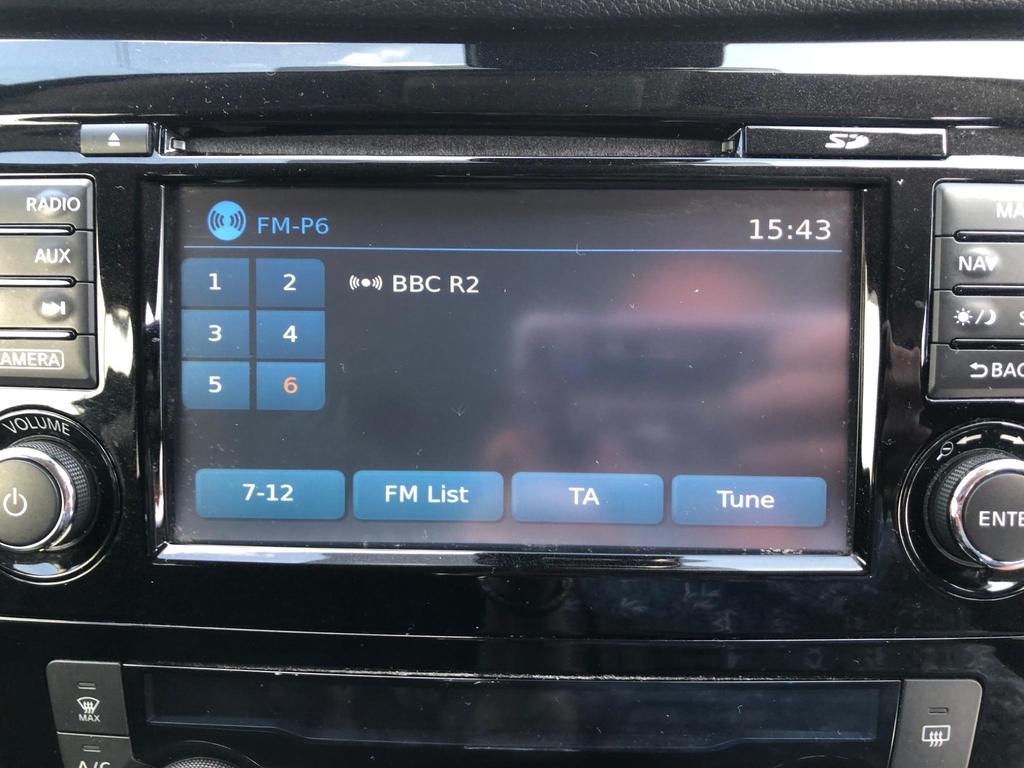 SD
RADIO
AUX
CAMERA
VOLUME
FM-P6
15:43
1 2
3 4
5 6
BBC R2
7-12
FM List
TA
Tune
NAV
MAX
A/C